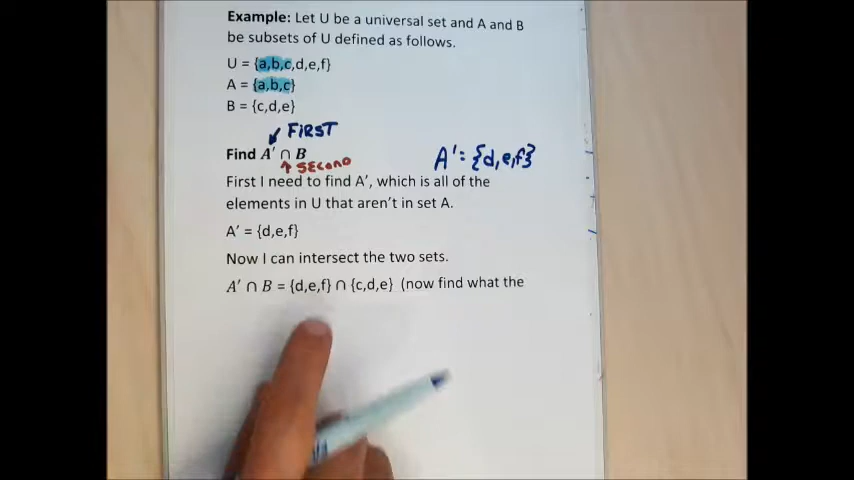 Example: Let U be a universal set and A and B
be subsets of U defined as follows.
U = {a,b,c,d,e,f}
A = {a,b,c}
B = {c,d,e}
FIRST
Find A′ ∩ B
SECOND
A': {d,e,f}
First I need to find A′, which is all of the
elements in U that aren't in set A.
A′ = {d,e,f}
Now I can intersect the two sets.
A′ ∩ B = {d,e,f} ∩ {c,d,e} (now find what the